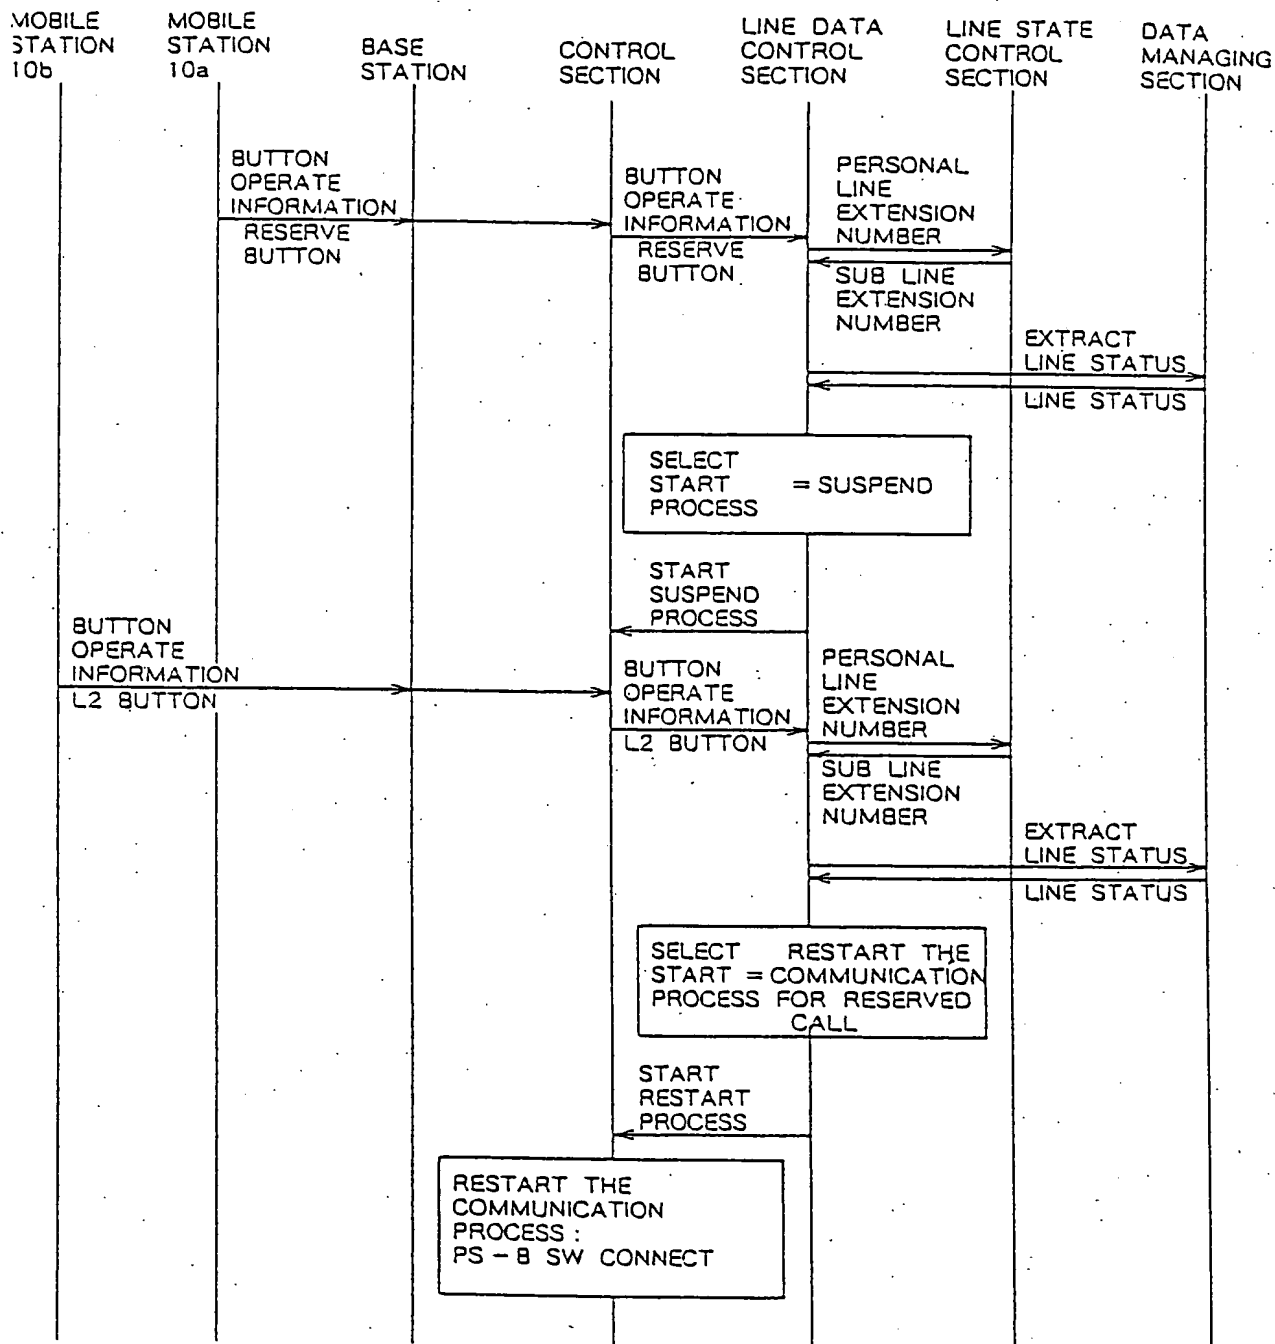 MOBILE
STATION
10b
MOBILE
STATION
10a
BASE
STATION
CONTROL
SECTION
LINE DATA
CONTROL
SECTION
LINE STATE
CONTROL
SECTION
DATA
MANAGING
SECTION
BUTTON
OPERATE
INFORMATION
RESERVE
BUTTON
BUTTON
OPERATE
INFORMATION
RESERVE
BUTTON
PERSONAL
LINE
EXTENSION
NUMBER
SUB LINE
EXTENSION
NUMBER
EXTRACT
LINE STATUS
LINE STATUS
SELECT
START = SUSPEND
PROCESS
START
SUSPEND
PROCESS
BUTTON
OPERATE
INFORMATION
L2 BUTTON
BUTTON
OPERATE
INFORMATION
L2 BUTTON
PERSONAL
LINE
EXTENSION
NUMBER
SUB LINE
EXTENSION
NUMBER
EXTRACT
LINE STATUS
LINE STATUS
SELECT RESTART THE
START = COMMUNICATION
PROCESS FOR RESERVED
CALL
START
RESTART
PROCESS
RESTART THE
COMMUNICATION
PROCESS :
PS - B SW CONNECT